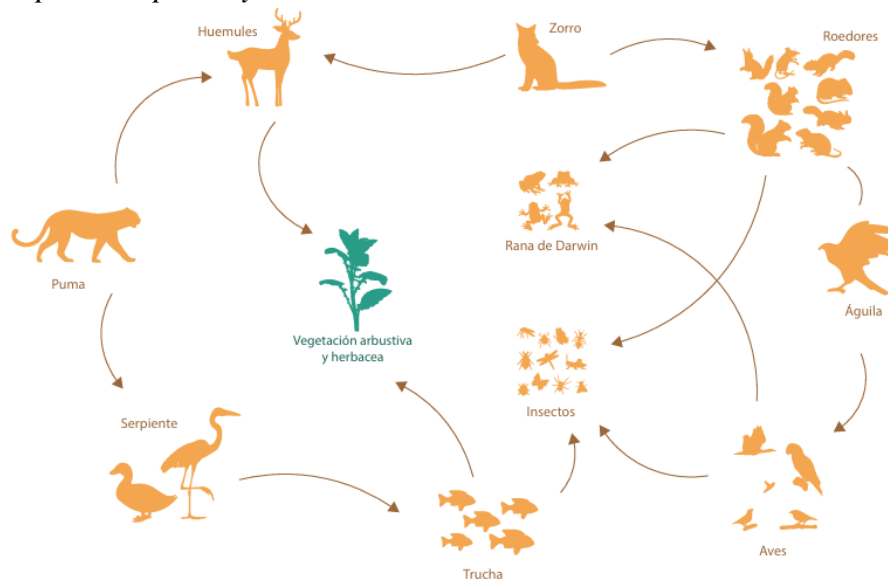 Huemules
Zorro
Roedores
Rana de Darwin
Puma
Águila
Vegetación arbustiva
y herbacea
Serpiente
Insectos
Trucha
Aves